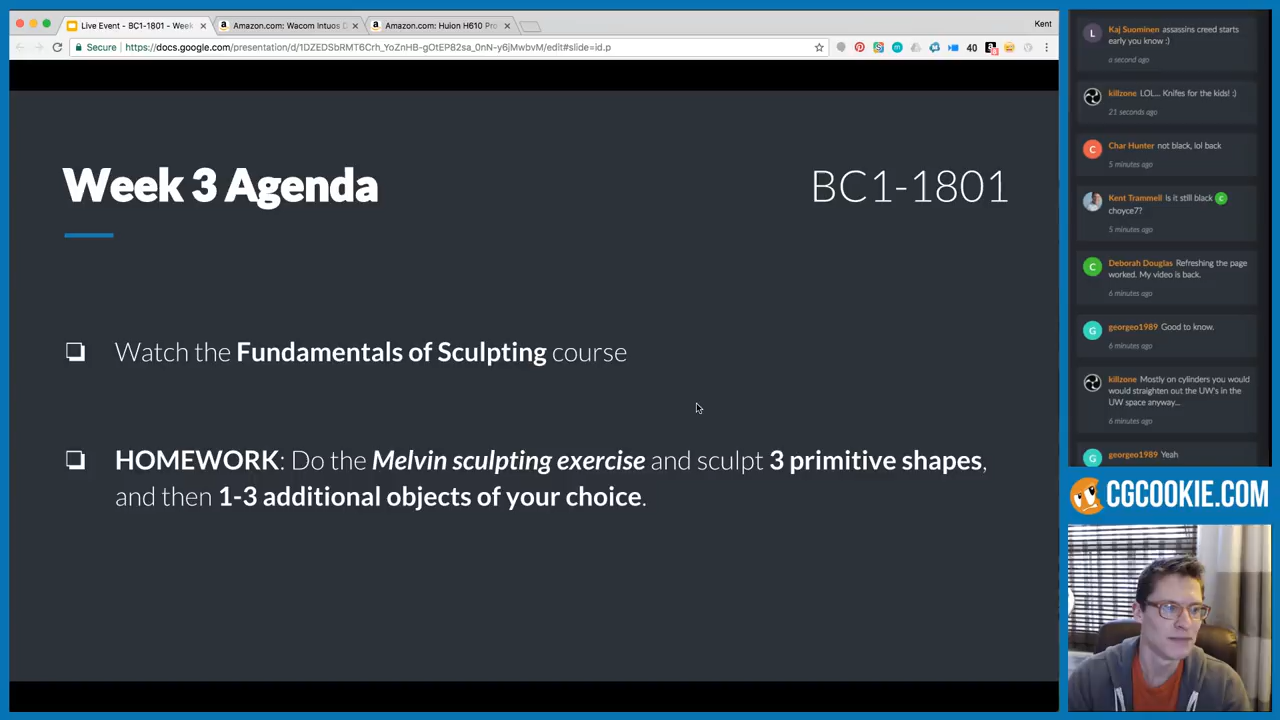 Live Event - BC1-1801 - Week
Amazon.com: Wacom Intuos D
Amazon.com: Huion H610 Pro
Kent
Secure
https://docs.google.com/presentation/d/1DZEDSbRMT6Crh_YoZnHB-gOtEP82sa_0nN-y6jMwbvM/edit#slide=id.p
40
Week 3 Agenda
BC1-1801
Watch the Fundamentals of Sculpting course
HOMEWORK: Do the Melvin sculpting exercise and sculpt 3 primitive shapes,
and then 1-3 additional objects of your choice.
L
Kaj Suominen assassins creed starts
early you know :)
a second ago
killzone LOL... Knifes for the kids! :)
21 seconds ago
C
Char Hunter not black, lol back
5 minutes ago
Kent Trammell Is it still black C
choyce7?
5 minutes ago
C
Deborah Douglas Refreshing the page
worked. My video is back.
6 minutes ago
G
georgeo1989 Good to know.
6 minutes ago
killzone Mostly on cylinders you would
would straighten out the UW's in the
UW space anyway...
6 minutes ago
G
georgeo1989 Yeah
CGCOOKIE.COM